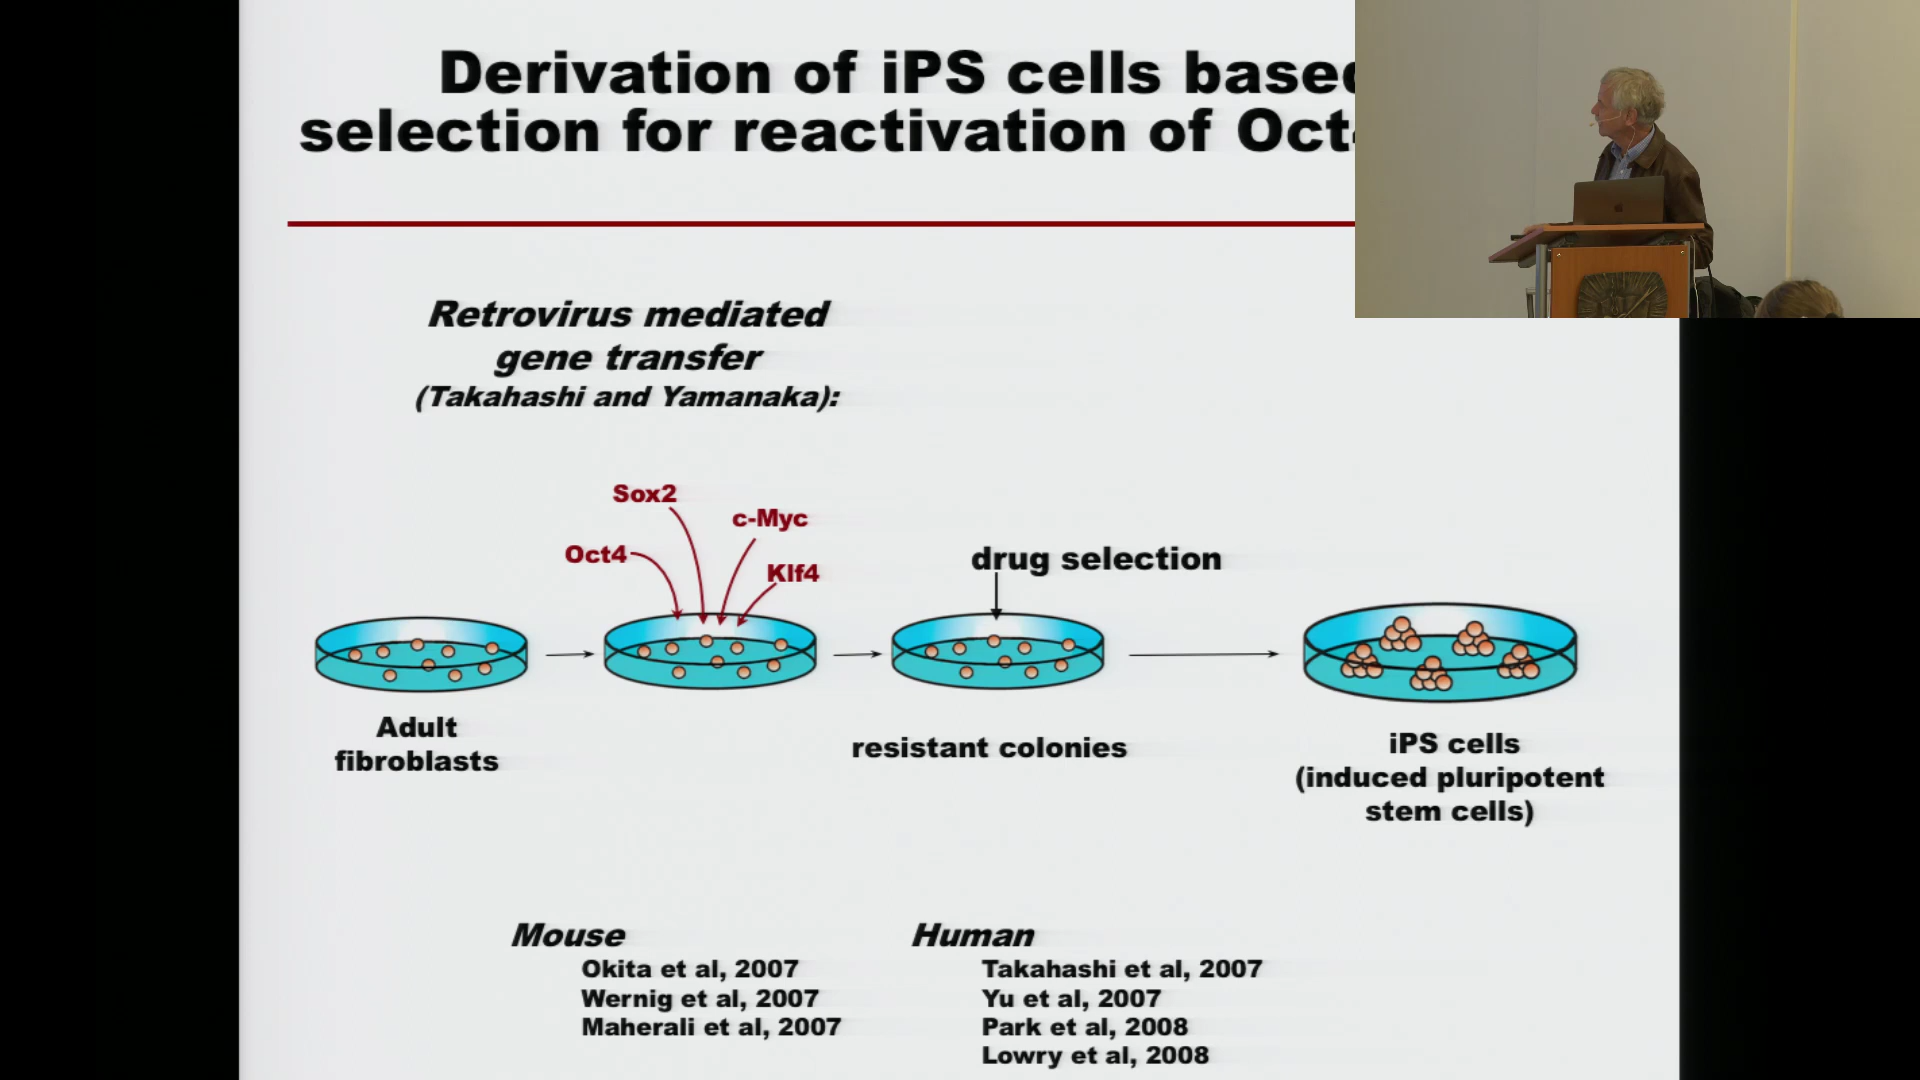 Derivation of iPS cells based
selection for reactivation of Oct
Retrovirus mediated
gene transfer
(Takahashi and Yamanaka):
Sox2
c-Myc
Oct4
Klf4
drug selection
Adult
fibroblasts
resistant colonies
iPS cells
(induced pluripotent
stem cells)
Mouse
Okita et al, 2007
Wernig et al, 2007
Maherali et al, 2007
Human
Takahashi et al, 2007
Yu et al, 2007
Park et al, 2008
Lowry et al, 2008